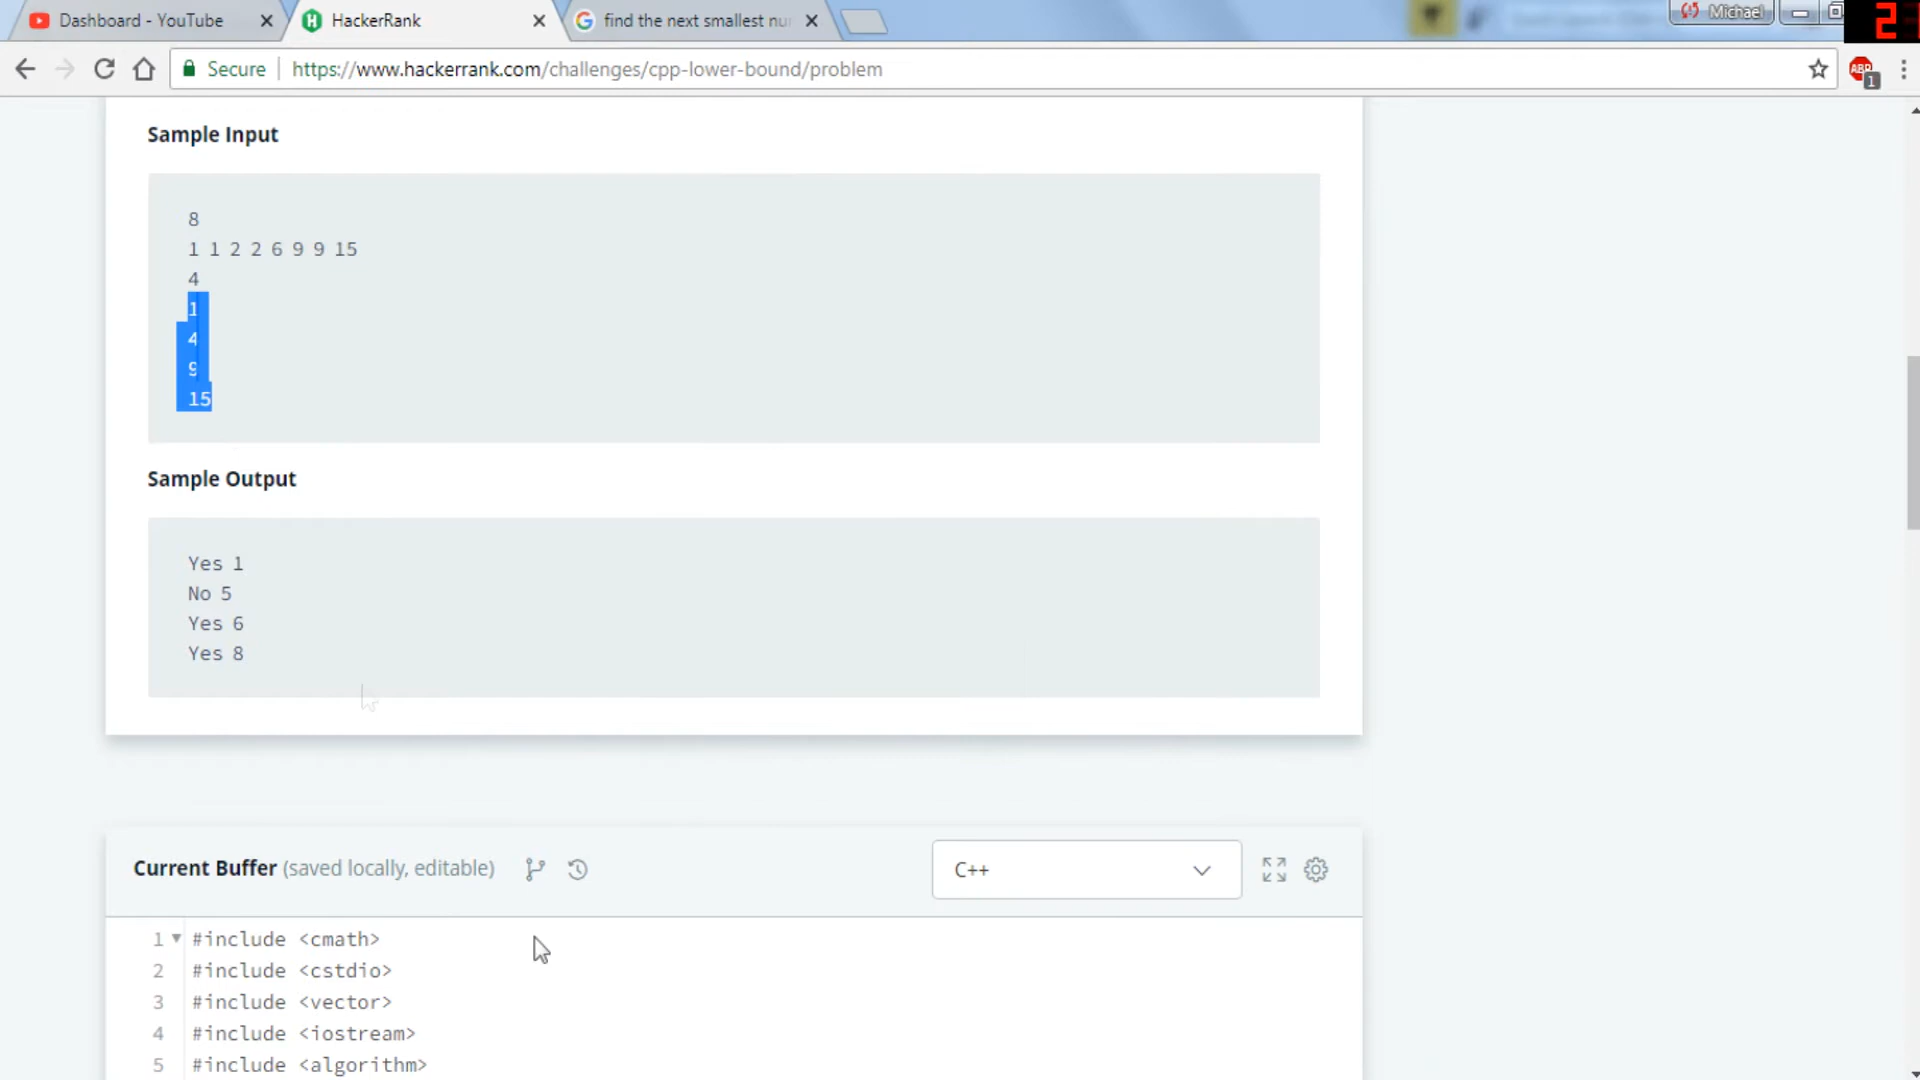 Dashboard - YouTube
HackerRank
find the next smallest nu
Michael
2
Secure
https://www.hackerrank.com/challenges/cpp-lower-bound/problem
ABP
1
Sample Input
8
1 1 2 2 6 9 9 15
4
1
4
9
15
Sample Output
Yes 1
No 5
Yes 6
Yes 8
Current Buffer (saved locally, editable)
C++
1 #include <cmath>
2 #include <cstdio>
3 #include <vector>
4 #include <iostream>
5 #include <algorithm>